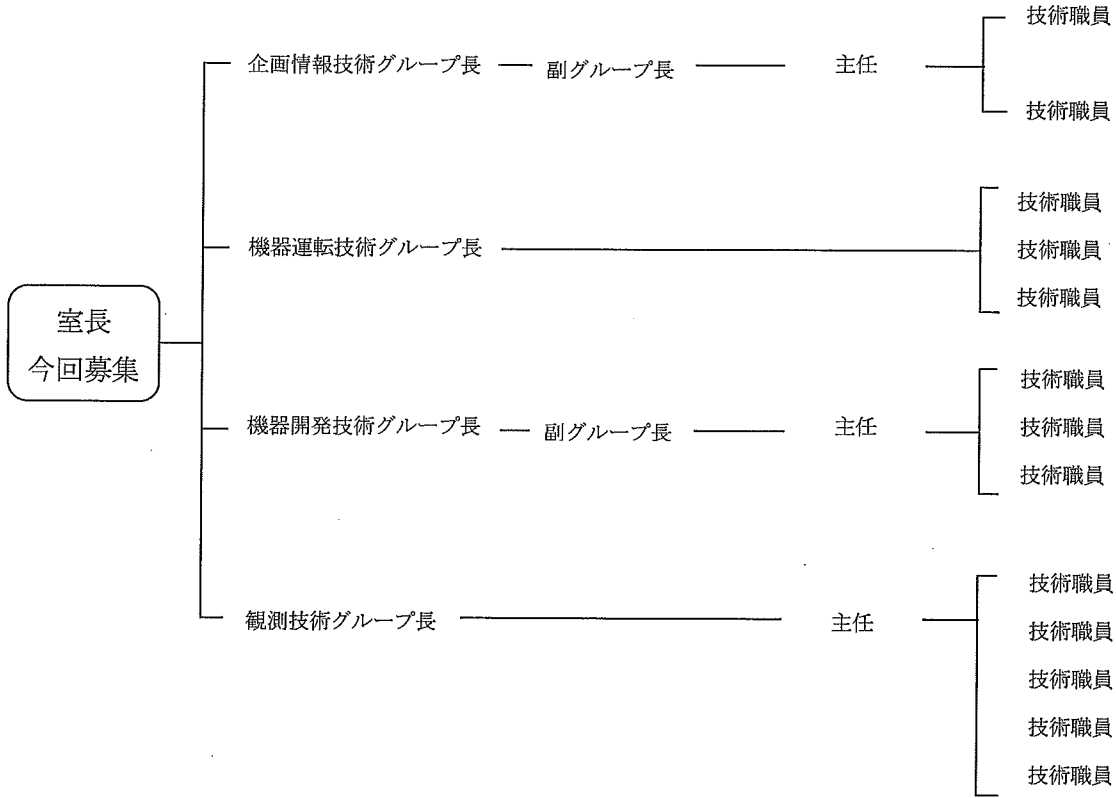 企画情報技術グループ長 副グループ長 主任
技術職員
技術職員
機器運転技術グループ長
技術職員
技術職員
技術職員
室長
今回募集
機器開発技術グループ長 副グループ長 主任
技術職員
技術職員
技術職員
観測技術グループ長 主任
技術職員
技術職員
技術職員
技術職員
技術職員